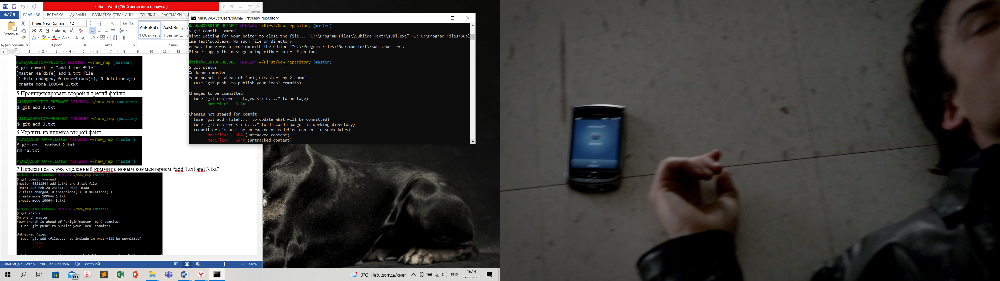 лаба - Word (Сбой активации продукта)
ФАЙЛ ГЛАВНАЯ ВСТАВКА ДИЗАЙН РАЗМЕТКА СТРАНИЦЫ ССЫЛКИ РАССЫЛКИ
Вставить
Times New Roman 12
Ж К Ч abc x₂ x²
АаБбВвГг, АаБбВвГг,
¶ Обычный ¶ Без инт...
Буфер обмена Шрифт Абзац Стили
1 2 3 4 5 6 7 8 9 10 11 12
ALMZ@DESKTOP-PEEO4G7 MINGW64 ~/new_rep (master)
$ git commit -m "add 1.txt file"
[master 4afd5fe] add 1.txt file
1 file changed, 0 insertions(+), 0 deletions(-)
create mode 100644 1.txt
5.Проиндексировать второй и третий файлы.
ALMZ@DESKTOP-PEEO4G7 MINGW64 ~/new_rep (master)
$ git add 2.txt
ALMZ@DESKTOP-PEEO4G7 MINGW64 ~/new_rep (master)
$ git add 3.txt
6.Удалить из индекса второй файл.
ALMZ@DESKTOP-PEEO4G7 MINGW64 ~/new_rep (master)
$ git rm --cached 2.txt
rm '2.txt'
ALMZ@DESKTOP-PEEO4G7 MINGW64 ~/new_rep (master)
7.Перезаписать уже сделанный коммит с новым комментарием “add 1.txt and 3.txt”
ALMZ@DESKTOP-PEEO4G7 MINGW64 ~/new_rep (master)
$ git commit --amend
[master 9521184] add 1.txt and 3.txt file
Date: Sun Feb 20 23:36:42 2022 +0300
2 files changed, 0 insertions(+), 0 deletions(-)
create mode 100644 1.txt
create mode 100644 3.txt
ALMZ@DESKTOP-PEEO4G7 MINGW64 ~/new_rep (master)
$ git status
On branch master
Your branch is ahead of 'origin/master' by 7 commits.
(use "git push" to publish your local commits)
Untracked files:
(use "git add <file>..." to include in what will be committed)
.idea/
2.txt
СТРАНИЦА 15 ИЗ 16 СЛОВО 14 ИЗ 1509 РУССКИЙ 110%
MINGW64:/c/Users/dasha/First/New_repasitory
dasha@DESKTOP-UL53BJT MINGW64 ~/First/New_repasitory (master)
$ git commit --amend
hint: Waiting for your editor to close the file... "C:\\Program Files\\Sublime Text\\subl.exe" -w: C:\Program Files\Subl
ime Text\subl.exe: No such file or directory
error: There was a problem with the editor '"C:\\Program Files\\Sublime Text\\subl.exe" -w'.
Please supply the message using either -m or -F option.
dasha@DESKTOP-UL53BJT MINGW64 ~/First/New_repasitory (master)
$ git status
On branch master
Your branch is ahead of 'origin/master' by 2 commits.
(use "git push" to publish your local commits)
Changes to be committed:
(use "git restore --staged <file>..." to unstage)
new file: 3.txt
Changes not staged for commit:
(use "git add <file>..." to update what will be committed)
(use "git restore <file>..." to discard changes in working directory)
(commit or discard the untracked or modified content in submodules)
modified: ODA (untracked content)
modified: Work (untracked content)
99+ 3°C Неб. дождь/снег ENG
16:14
23.02.2022